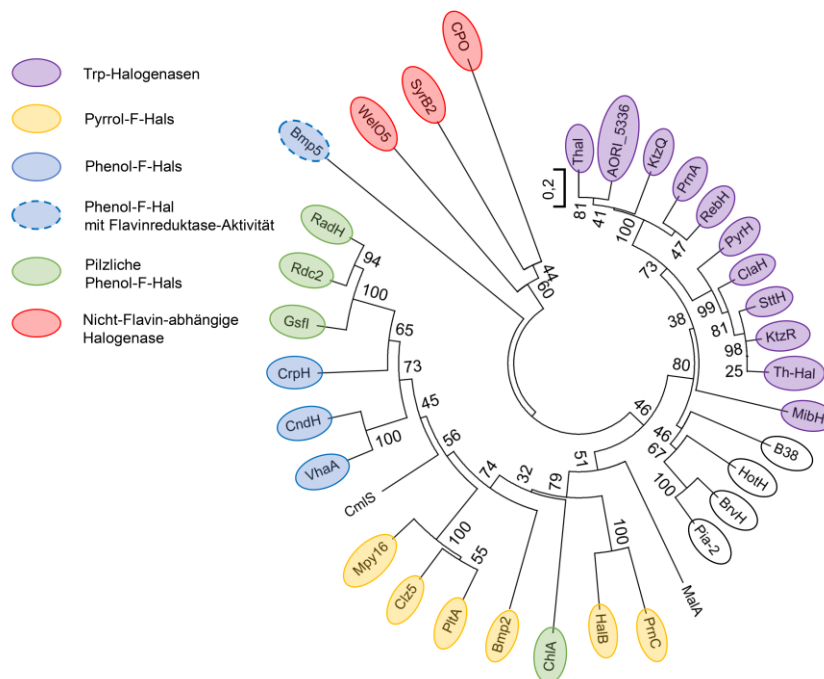 Trp-Halogenasen
Pyrrol-F-Hals
Phenol-F-Hals
Phenol-F-Hal
mit Flavinreduktase-Aktivität
Pilzliche
Phenol-F-Hals
Nicht-Flavin-abhängige
Halogenase
CPO
SyrB2
WelO5
Bmp5
RadH
Rdc2
GsfI
CrpH
CndH
VhaA
CmlS
Mpy16
Clz5
PltA
Bmp2
ChlA
HalB
PrnC
MalA
Pia-2
BrvH
HotH
B38
MibH
Th-Hal
KtzR
SttH
ClaH
PyrH
RebH
PrnA
KtzQ
AORI_5336
Thal
0,2
81
41
100
47
73
99
81
98
25
38
80
46
67
100
46
51
79
100
32
74
56
100
55
45
73
100
65
100
94
44
60